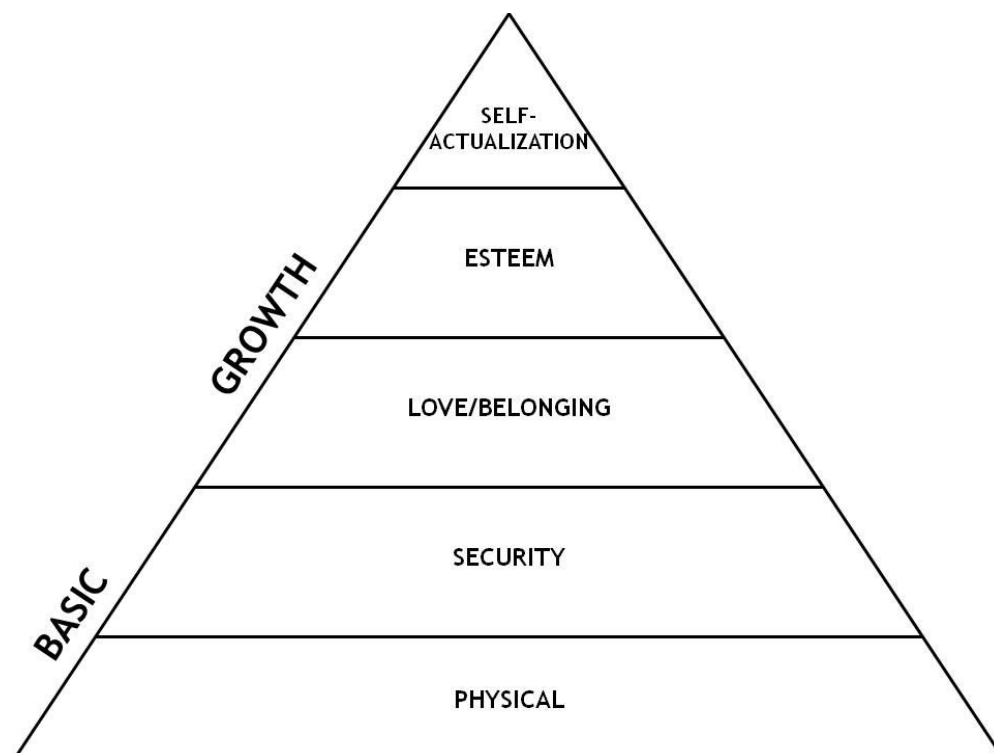 SELF-
ACTUALIZATION
ESTEEM
GROWTH
LOVE/BELONGING
SECURITY
BASIC
PHYSICAL